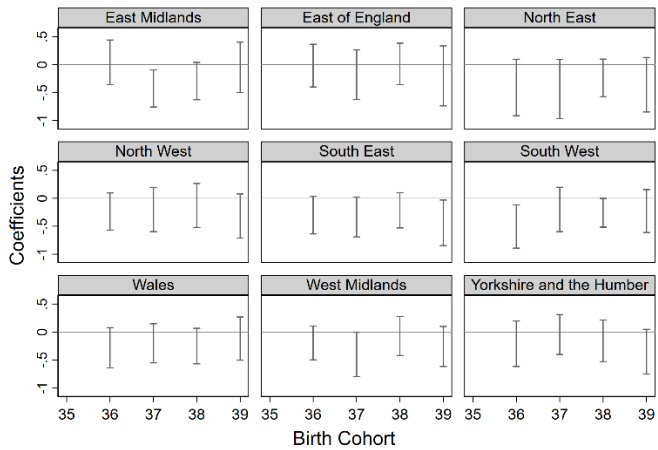 East Midlands East of England North East
.5
0
-.5
-1
North West South East South West
.5
0
-.5
-1
Coefficients
Wales West Midlands Yorkshire and the Humber
.5
0
-.5
-1
35 36 37 38 39 35 36 37 38 39 35 36 37 38 39
Birth Cohort